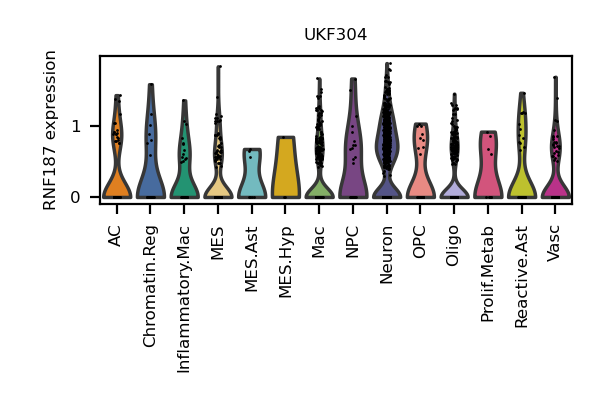 UKF304
RNF187 expression
1
0
AC
Chromatin.Reg
Inflammatory.Mac
MES
MES.Ast
MES.Hyp
Mac
NPC
Neuron
OPC
Oligo
Prolif.Metab
Reactive.Ast
Vasc